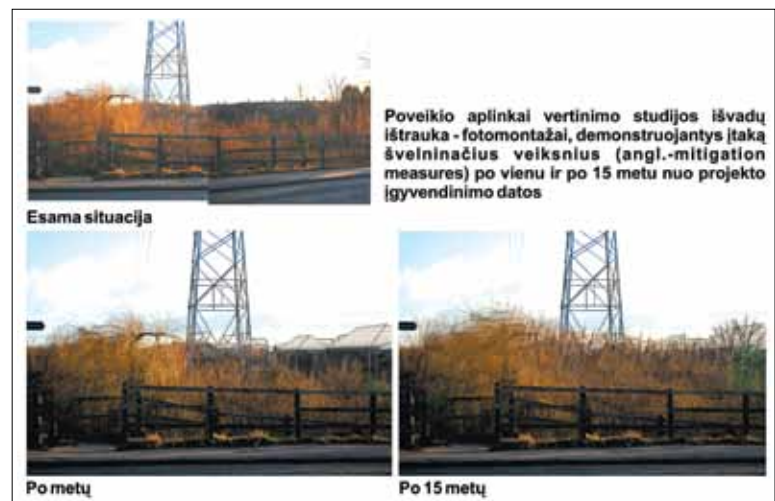 Poveikio aplinkai vertinimo studijos išvadų
ištrauka - fotomontažai, demonstruojantys įtaką
švelninačius veiksnius (angl.-mitigation
measures) po vienu ir po 15 metu nuo projekto
įgyvendinimo datos
Esama situacija
Po metų
Po 15 metų